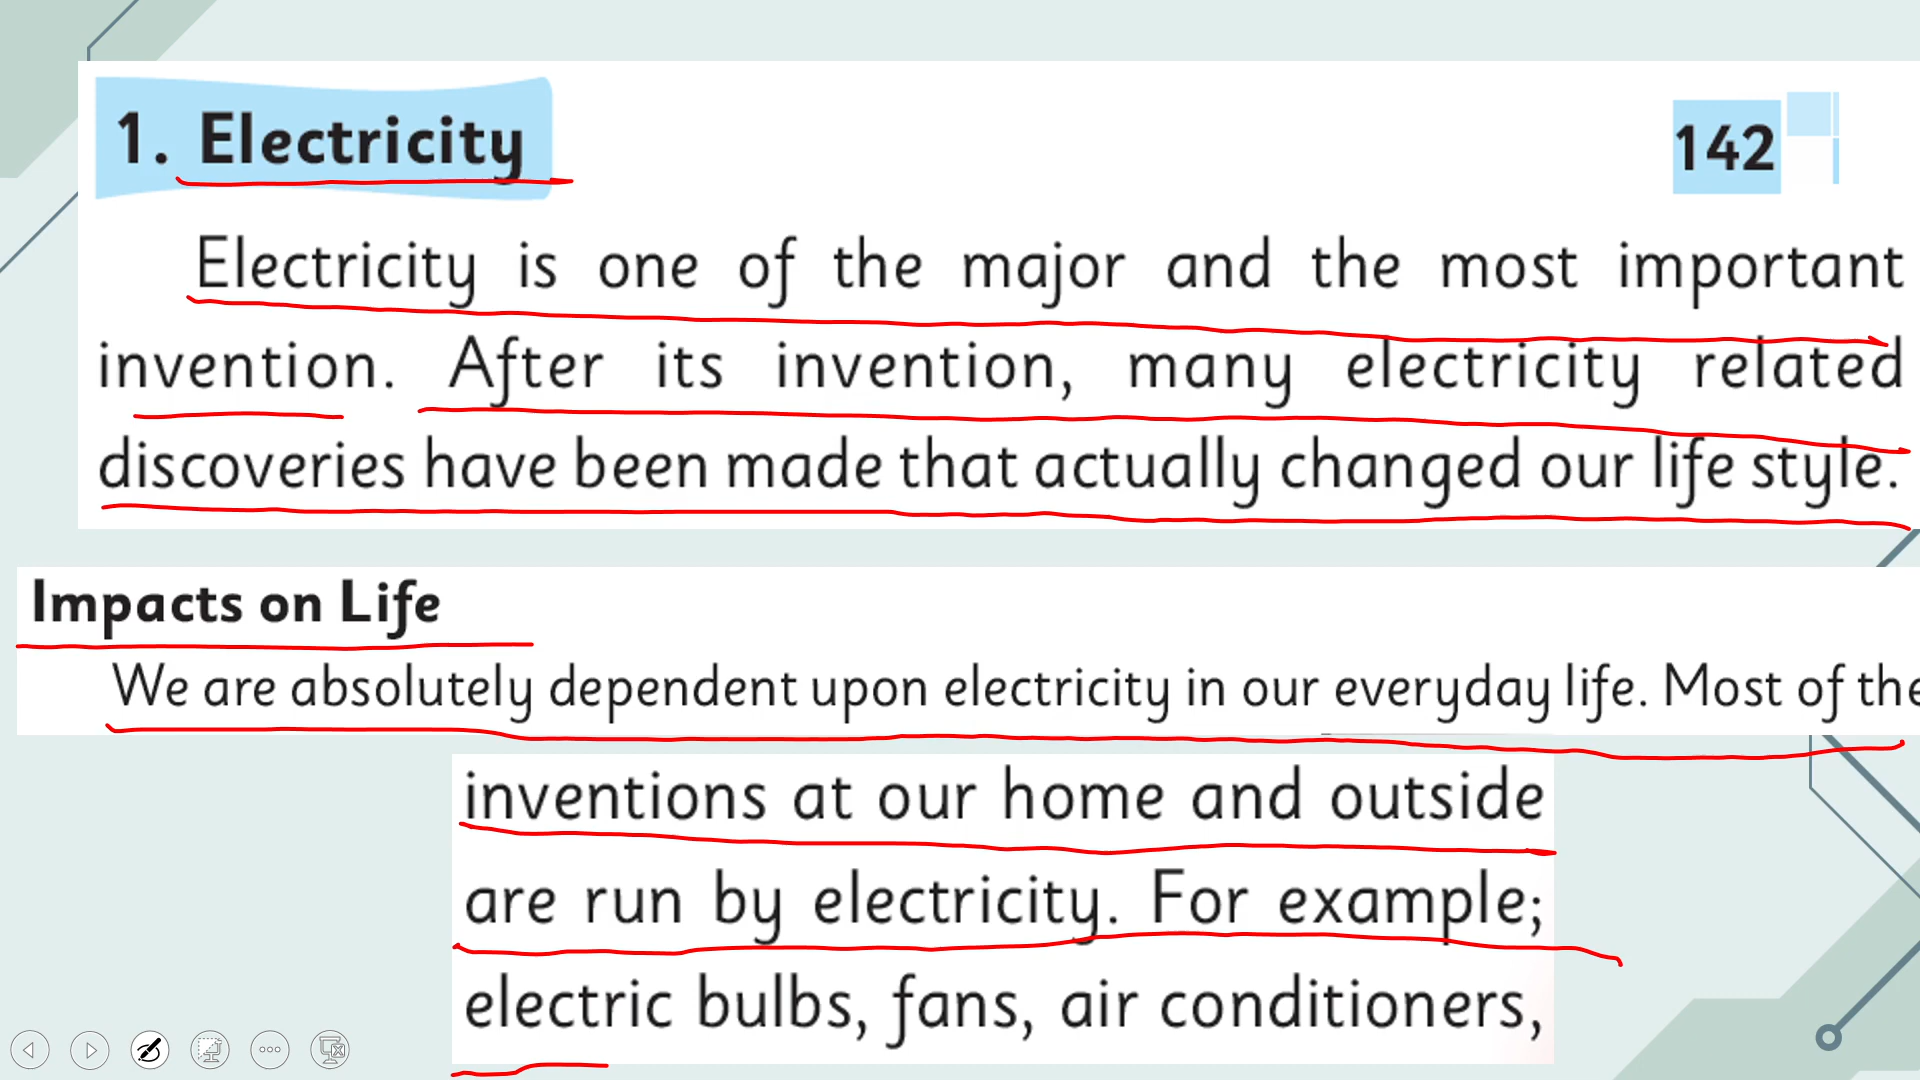 1. Electricity
142
Electricity is one of the major and the most important
invention. After its invention, many electricity related
discoveries have been made that actually changed our life style.
Impacts on Life
We are absolutely dependent upon electricity in our everyday life. Most of the
inventions at our home and outside
are run by electricity. For example;
electric bulbs, fans, air conditioners,